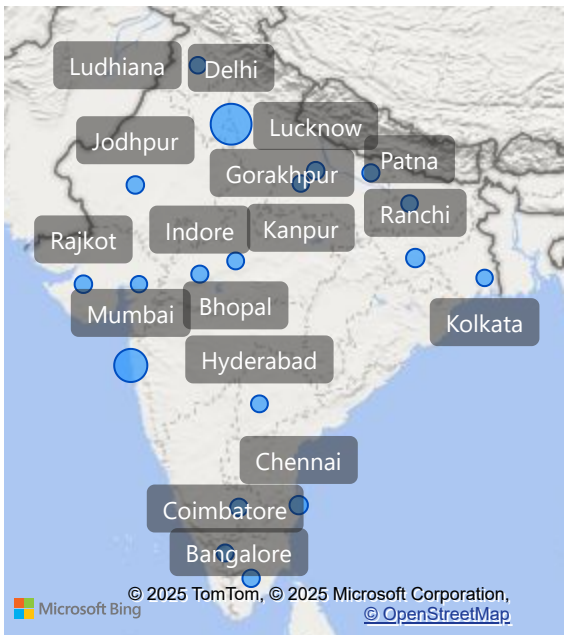 Ludhiana
Delhi
Lucknow
Jodhpur
Gorakhpur
Patna
Ranchi
Rajkot
Indore
Kanpur
Mumbai
Bhopal
Kolkata
Hyderabad
Chennai
Coimbatore
Bangalore
© 2025 TomTom, © 2025 Microsoft Corporation,
Microsoft Bing
© OpenStreetMap